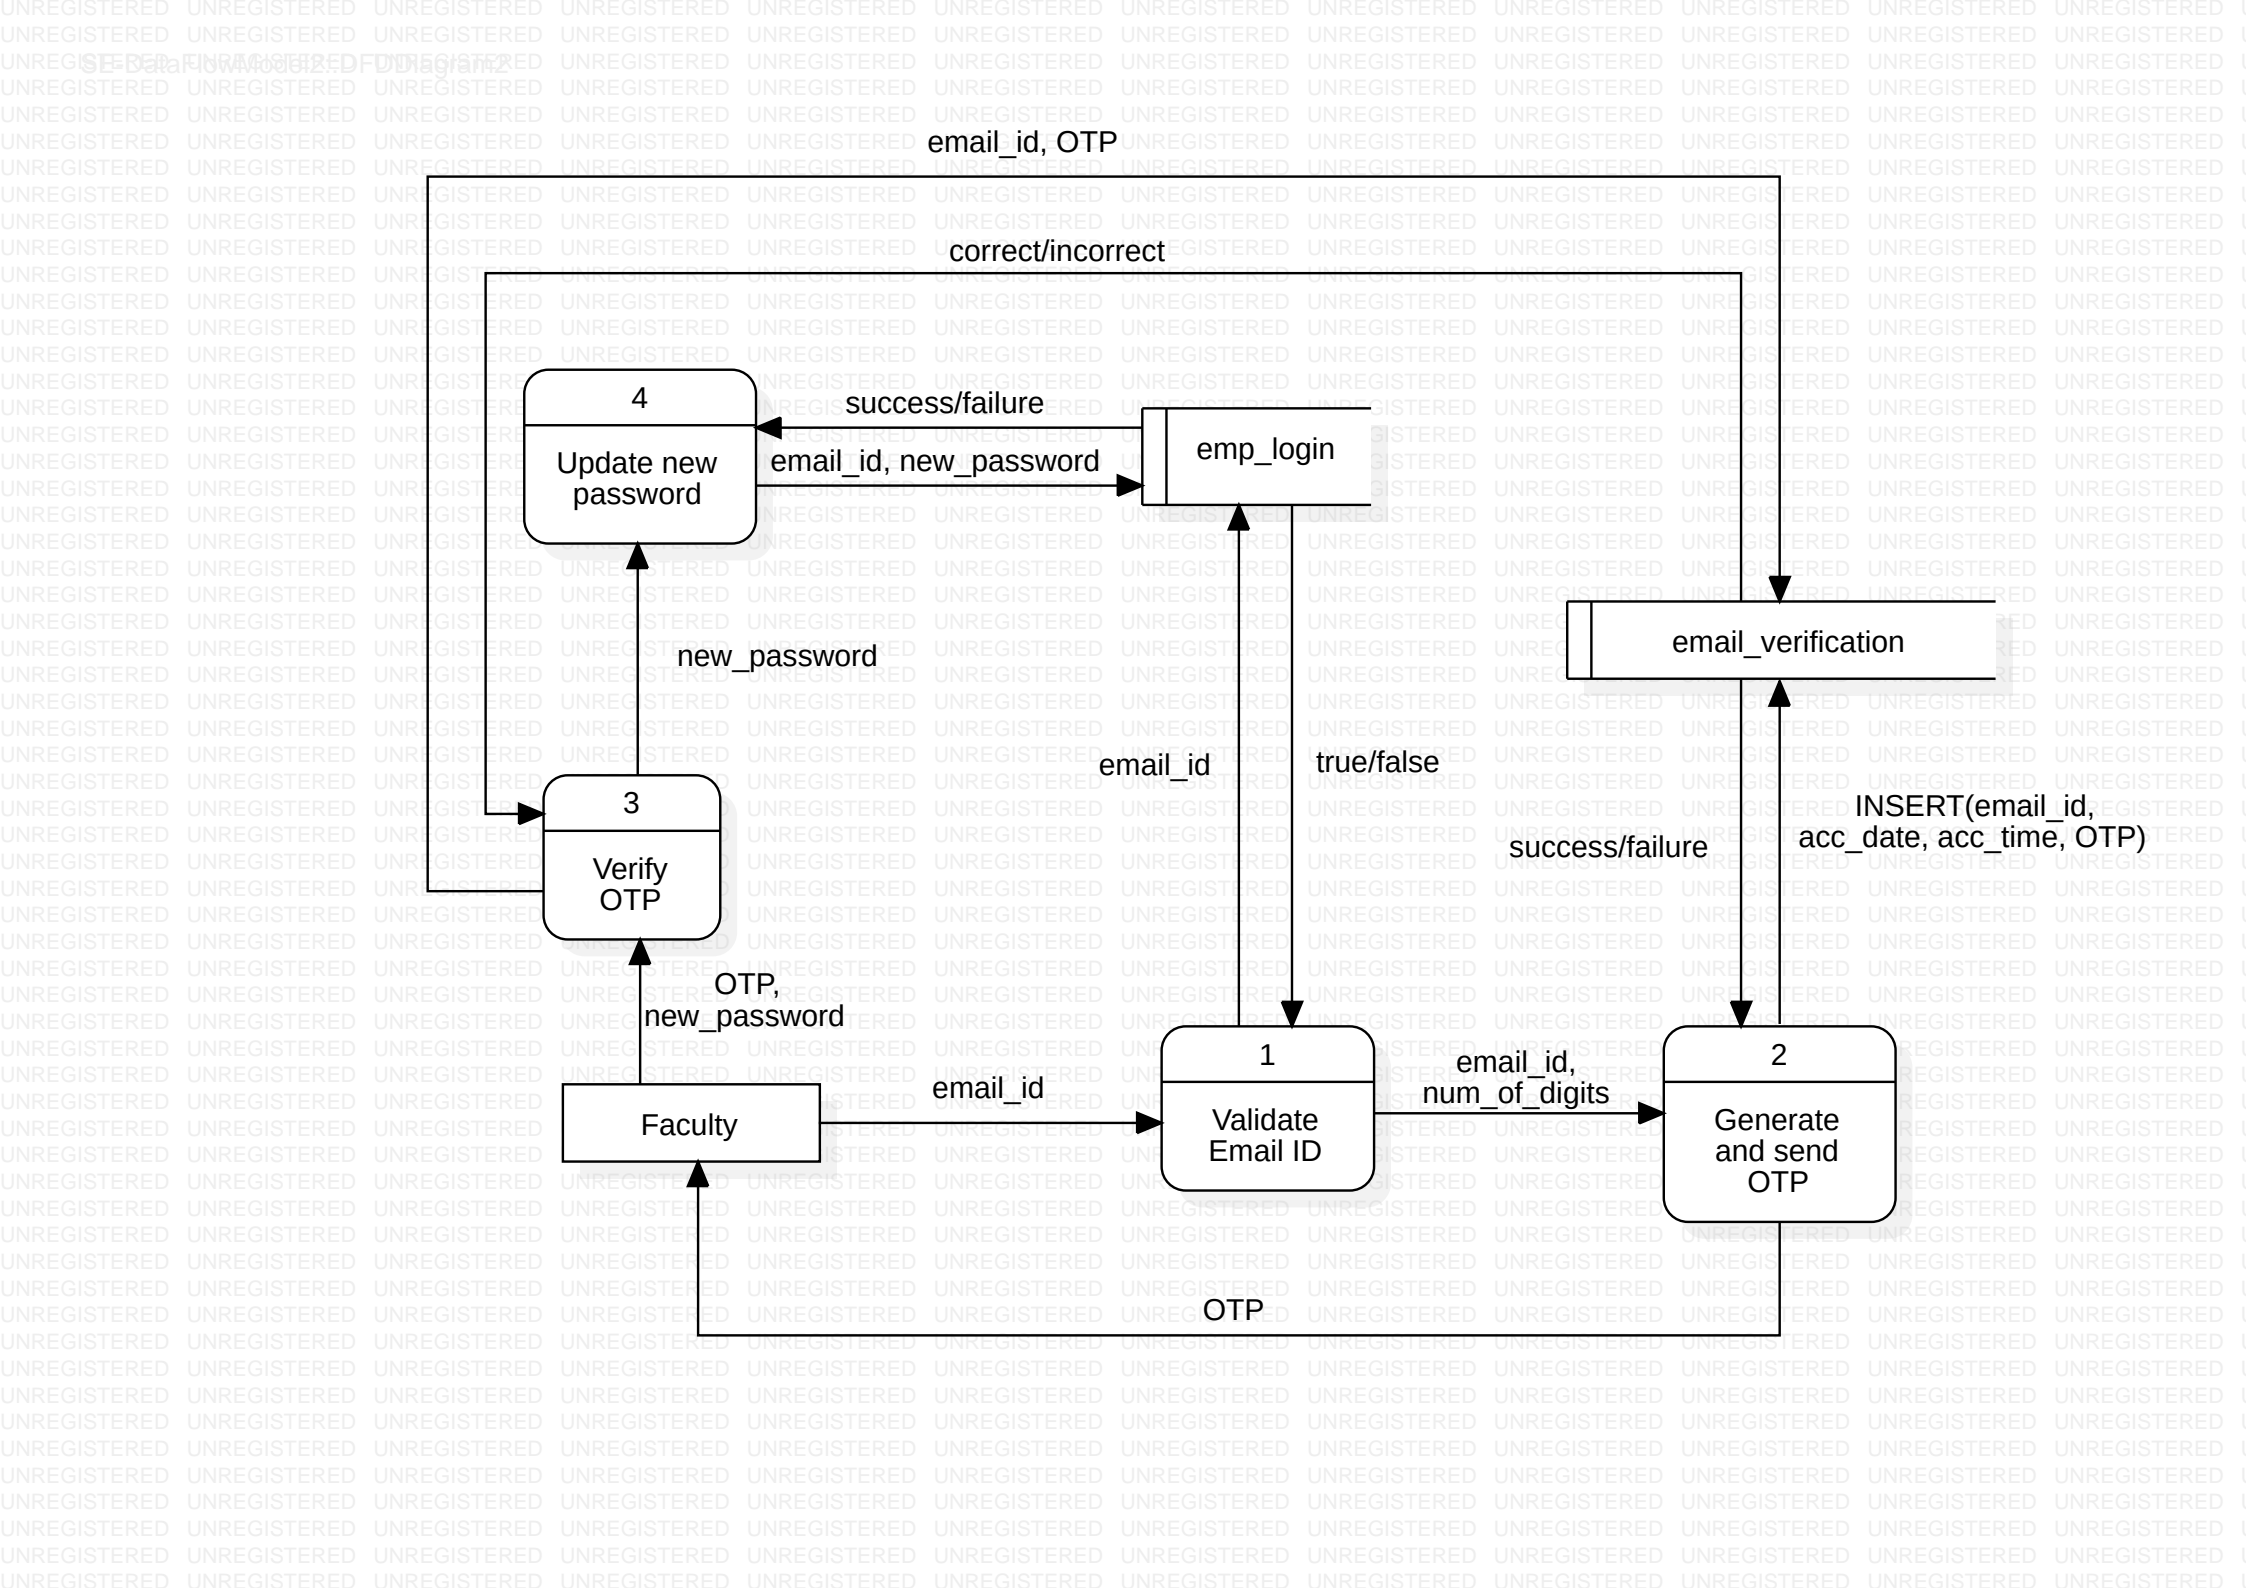 SE-DataFlowModel2::DFDDiagram2
email_id, OTP
correct/incorrect
4
Update new
password
success/failure
email_id, new_password
emp_login
email_verification
new_password
3
Verify
OTP
email_id
true/false
success/failure
INSERT(email_id,
acc_date, acc_time, OTP)
OTP,
new_password
Faculty
email_id
1
Validate
Email ID
email_id,
num_of_digits
2
Generate
and send
OTP
OTP
UNREGISTERED